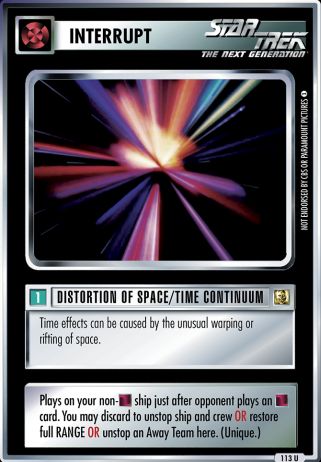 INTERRUPT
STAR TREK
THE NEXT GENERATION
NOT ENDORSED BY CBS OR PARAMOUNT PICTURES 1
1 DISTORTION OF SPACE/TIME CONTINUUM
Time effects can be caused by the unusual warping or
rifting of space.
Plays on your non- ship just after opponent plays an
card. You may discard to unstop ship and crew OR restore
full RANGE OR unstop an Away Team here. (Unique.)
113 U